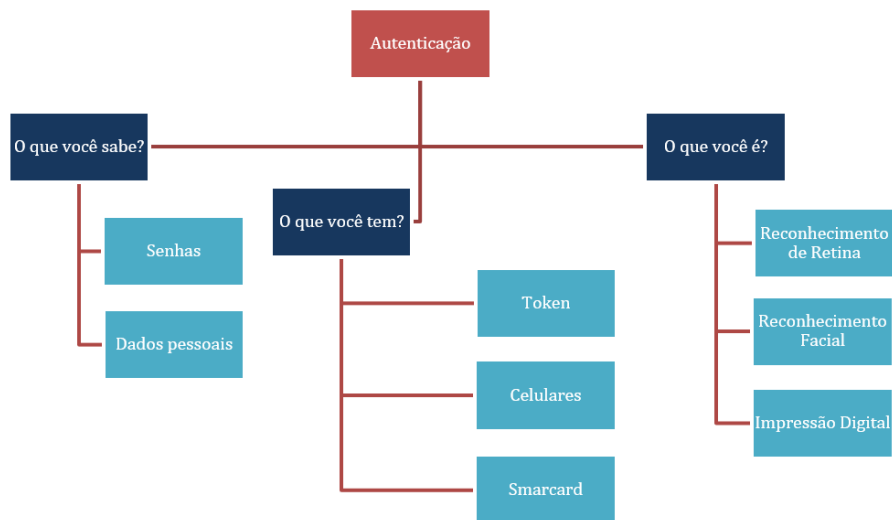 Autenticação
O que você sabe?
Senhas
Dados pessoais
O que você tem?
Token
Celulares
Smarcard
O que você é?
Reconhecimento
de Retina
Reconhecimento
Facial
Impressão Digital